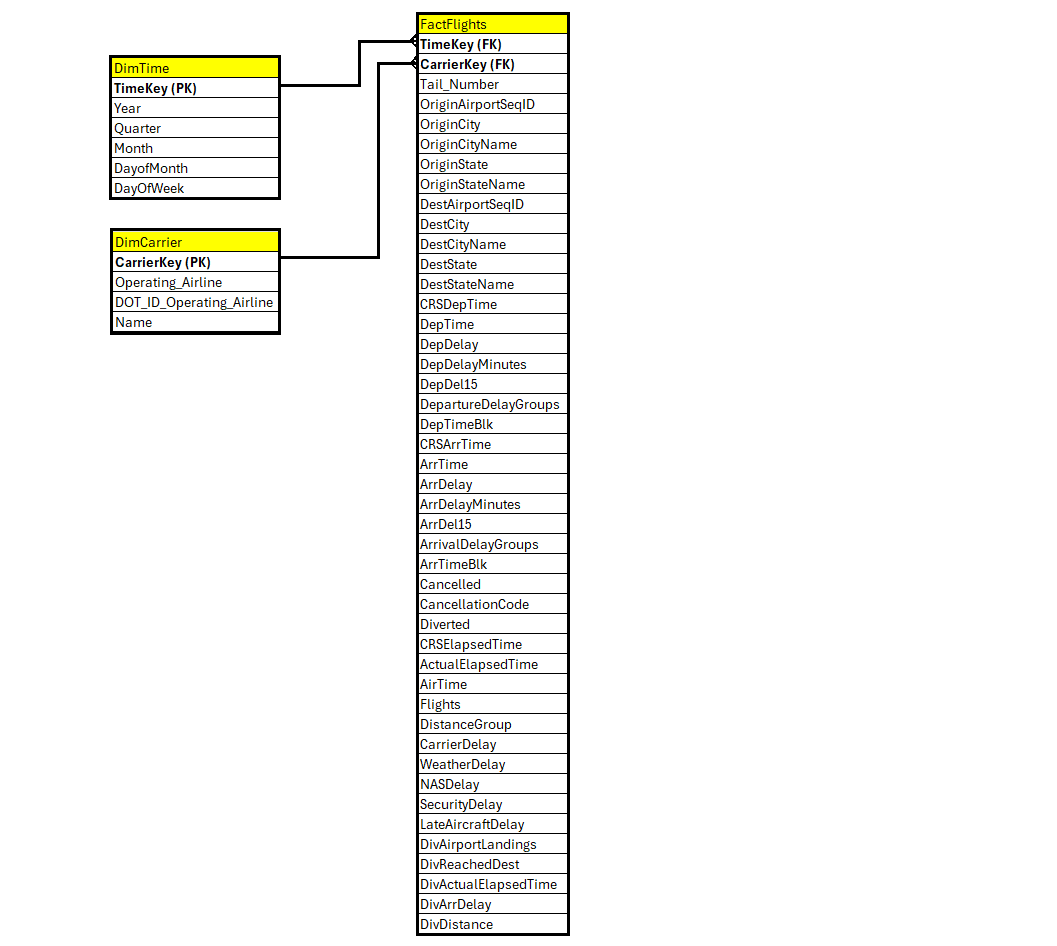 DimTime
TimeKey (PK)
Year
Quarter
Month
DayofMonth
DayOfWeek
DimCarrier
CarrierKey (PK)
Operating_Airline
DOT_ID_Operating_Airline
Name
FactFlights
TimeKey (FK)
CarrierKey (FK)
Tail_Number
OriginAirportSeqID
OriginCity
OriginCityName
OriginState
OriginStateName
DestAirportSeqID
DestCity
DestCityName
DestState
DestStateName
CRSDepTime
DepTime
DepDelay
DepDelayMinutes
DepDel15
DepartureDelayGroups
DepTimeBlk
CRSArrTime
ArrTime
ArrDelay
ArrDelayMinutes
ArrDel15
ArrivalDelayGroups
ArrTimeBlk
Cancelled
CancellationCode
Diverted
CRSElapsedTime
ActualElapsedTime
AirTime
Flights
DistanceGroup
CarrierDelay
WeatherDelay
NASDelay
SecurityDelay
LateAircraftDelay
DivAirportLandings
DivReachedDest
DivActualElapsedTime
DivArrDelay
DivDistance